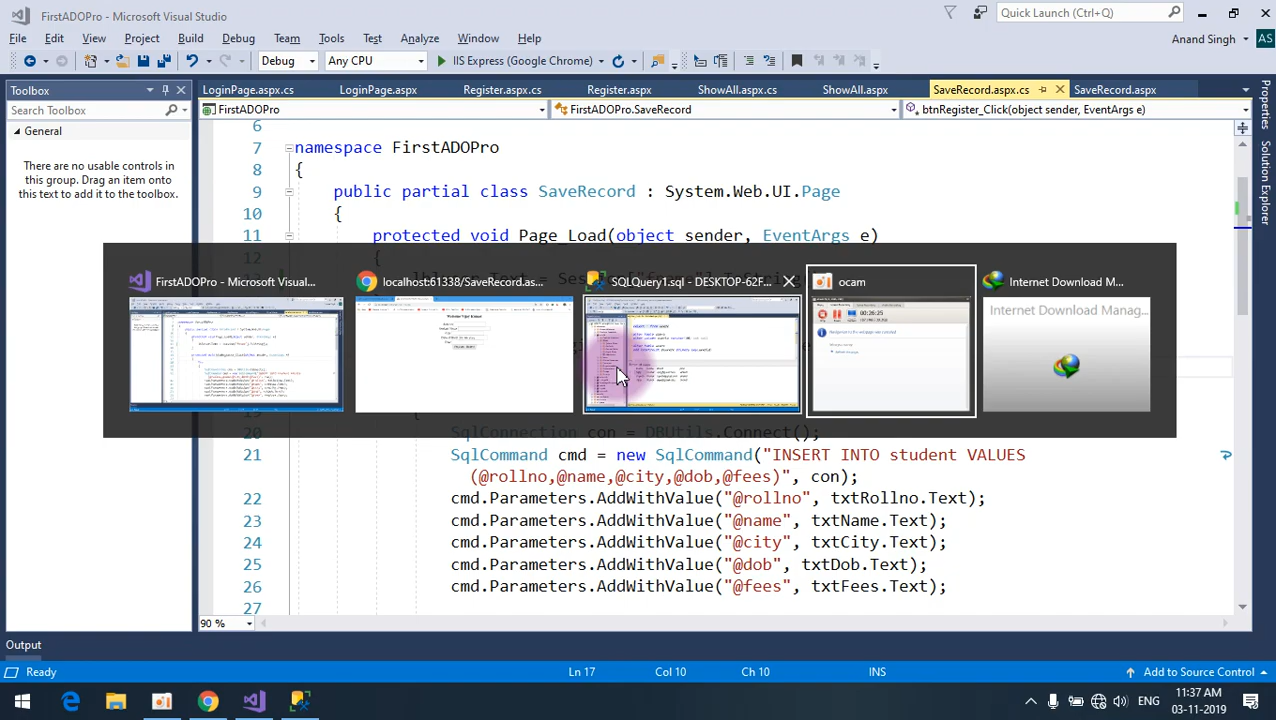 FirstADOPro - Microsoft Visual Studio
Quick Launch (Ctrl+Q)
File Edit View Project Build Debug Team Tools Test Analyze Window Help
Anand Singh AS
Debug Any CPU IIS Express (Google Chrome)
Toolbox
LoginPage.aspx.cs LoginPage.aspx Register.aspx.cs Register.aspx ShowAll.aspx.cs ShowAll.aspx SaveRecord.aspx.cs SaveRecord.aspx
Search Toolbox
FirstADOPro FirstADOPro.SaveRecord btnRegister_Click(object sender, EventArgs e)
General
There are no usable controls in
this group. Drag an item onto
this text to add it to the toolbox.
Properties
Solution Explorer
6
7 namespace FirstADOPro
8 {
9 public partial class SaveRecord : System.Web.UI.Page
10 {
11 protected void Page_Load(object sender, EventArgs e)
FirstADOPro - Microsoft Visual...
localhost:61338/SaveRecord.as...
SQLQuery1.sql - DESKTOP-82F...
ocam
Internet Download M...
00:26:25
Internet Download Manag...
20 SqlConnection con = DBUtils.Connect();
21 SqlCommand cmd = new SqlCommand("INSERT INTO student VALUES
(@rollno,@name,@city,@dob,@fees)", con);
22 cmd.Parameters.AddWithValue("@rollno", txtRollno.Text);
23 cmd.Parameters.AddWithValue("@name", txtName.Text);
24 cmd.Parameters.AddWithValue("@city", txtCity.Text);
25 cmd.Parameters.AddWithValue("@dob", txtDob.Text);
26 cmd.Parameters.AddWithValue("@fees", txtFees.Text);
27
90 %
Output
Ready Ln 17 Col 10 Ch 10 INS Add to Source Control
ENG 11:37 AM
03-11-2019